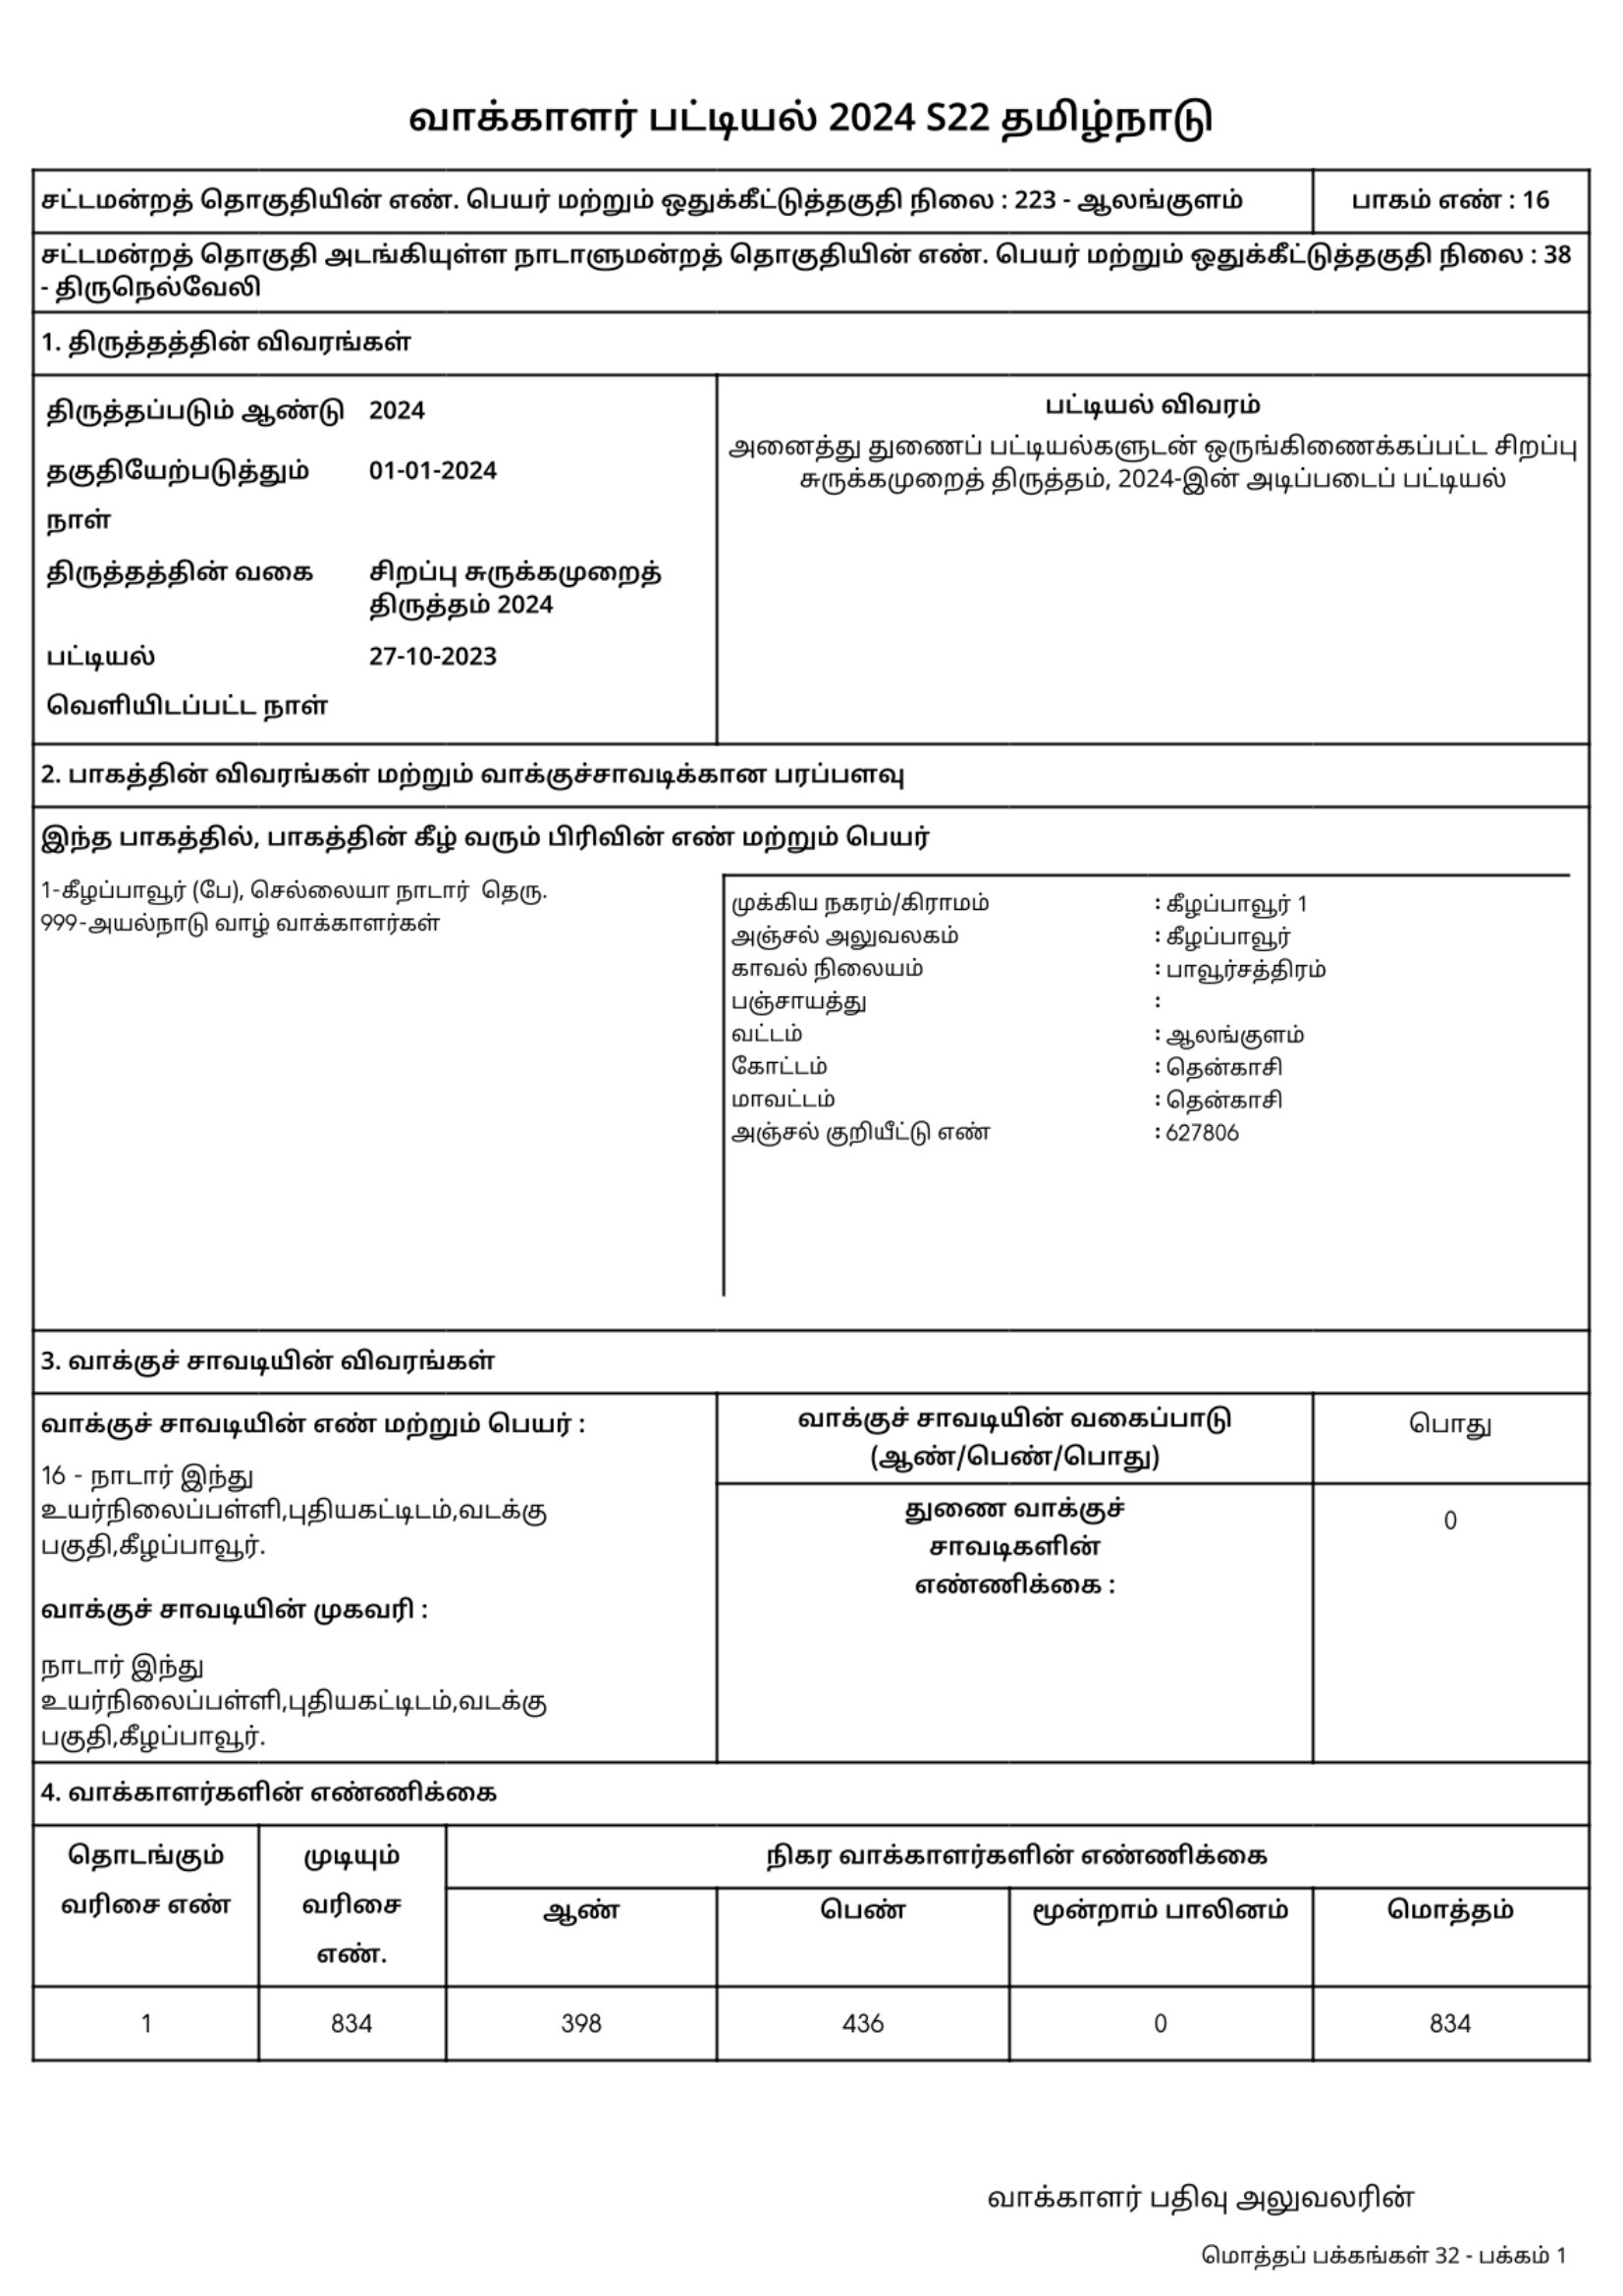 வாக்காளர் பட்டியல் 2024 S22 தமிழ்நாடு
சட்டமன்றத் தொகுதியின் எண். பெயர் மற்றும் ஒதுக்கீட்டுத்தகுதி நிலை : 223 - ஆலங்குளம்
பாகம் எண் : 16
சட்டமன்றத் தொகுதி அடங்கியுள்ள நாடாளுமன்றத் தொகுதியின் எண். பெயர் மற்றும் ஒதுக்கீட்டுத்தகுதி நிலை : 38
- திருநெல்வேலி
1. திருத்தத்தின் விவரங்கள்
திருத்தப்படும் ஆண்டு 2024
தகுதியேற்படுத்தும் 01-01-2024
நாள்
திருத்தத்தின் வகை சிறப்பு சுருக்கமுறைத்
திருத்தம் 2024
பட்டியல் 27-10-2023
வெளியிடப்பட்ட நாள்
பட்டியல் விவரம்
அனைத்து துணைப் பட்டியல்களுடன் ஒருங்கிணைக்கப்பட்ட சிறப்பு
சுருக்கமுறைத் திருத்தம், 2024-இன் அடிப்படைப் பட்டியல்
2. பாகத்தின் விவரங்கள் மற்றும் வாக்குச்சாவடிக்கான பரப்பளவு
இந்த பாகத்தில், பாகத்தின் கீழ் வரும் பிரிவின் எண் மற்றும் பெயர்
1-கீழப்பாவூர் (பே), செல்லையா நாடார் தெரு.
999-அயல்நாடு வாழ் வாக்காளர்கள்
முக்கிய நகரம்/கிராமம் : கீழப்பாவூர் 1
அஞ்சல் அலுவலகம் : கீழப்பாவூர்
காவல் நிலையம் : பாவூர்சத்திரம்
பஞ்சாயத்து :
வட்டம் : ஆலங்குளம்
கோட்டம் : தென்காசி
மாவட்டம் : தென்காசி
அஞ்சல் குறியீட்டு எண் : 627806
3. வாக்குச் சாவடியின் விவரங்கள்
வாக்குச் சாவடியின் எண் மற்றும் பெயர் :
16 - நாடார் இந்து
உயர்நிலைப்பள்ளி,புதியகட்டிடம்,வடக்கு
பகுதி,கீழப்பாவூர்.
வாக்குச் சாவடியின் முகவரி :
நாடார் இந்து
உயர்நிலைப்பள்ளி,புதியகட்டிடம்,வடக்கு
பகுதி,கீழப்பாவூர்.
வாக்குச் சாவடியின் வகைப்பாடு
(ஆண்/பெண்/பொது)
பொது
துணை வாக்குச்
சாவடிகளின்
எண்ணிக்கை :
0
4. வாக்காளர்களின் எண்ணிக்கை
தொடங்கும்
வரிசை எண்
முடியும்
வரிசை
எண்.
நிகர வாக்காளர்களின் எண்ணிக்கை
ஆண் பெண் மூன்றாம் பாலினம் மொத்தம்
1 834 398 436 0 834
வாக்காளர் பதிவு அலுவலரின்
மொத்தப் பக்கங்கள் 32 - பக்கம் 1